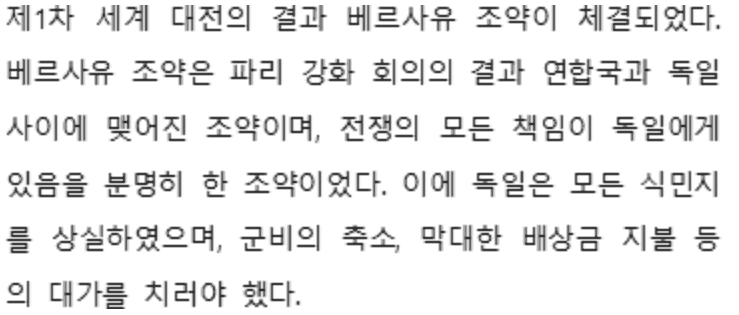 제1차 세계 대전의 결과 베르사유 조약이 체결되었다.
베르사유 조약은 파리 강화 회의의 결과 연합국과 독일
사이에 맺어진 조약이며, 전쟁의 모든 책임이 독일에게
있음을 분명히 한 조약이었다. 이에 독일은 모든 식민지
를 상실하였으며, 군비의 축소, 막대한 배상금 지불 등
의 대가를 치러야 했다.